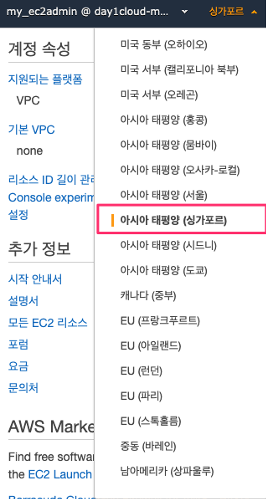 my_ec2admin @ day1cloud-m...
싱가포르
계정 속성
지원되는 플랫폼
VPC
기본 VPC
none
리소스 ID 길이 관리
Console experim
설정
추가 정보
시작 안내서
설명서
모든 EC2 리소스
포럼
요금
문의처
AWS Marke
Find free softwa
the EC2 Launch
미국 동부 (오하이오)
미국 서부 (캘리포니아 북부)
미국 서부 (오레곤)
아시아 태평양 (홍콩)
아시아 태평양 (뭄바이)
아시아 태평양 (오사카-로컬)
아시아 태평양 (서울)
아시아 태평양 (싱가포르)
아시아 태평양 (시드니)
아시아 태평양 (도쿄)
캐나다 (중부)
EU (프랑크푸르트)
EU (아일랜드)
EU (런던)
EU (파리)
EU (스톡홀름)
중동 (바레인)
남아메리카 (상파울루)